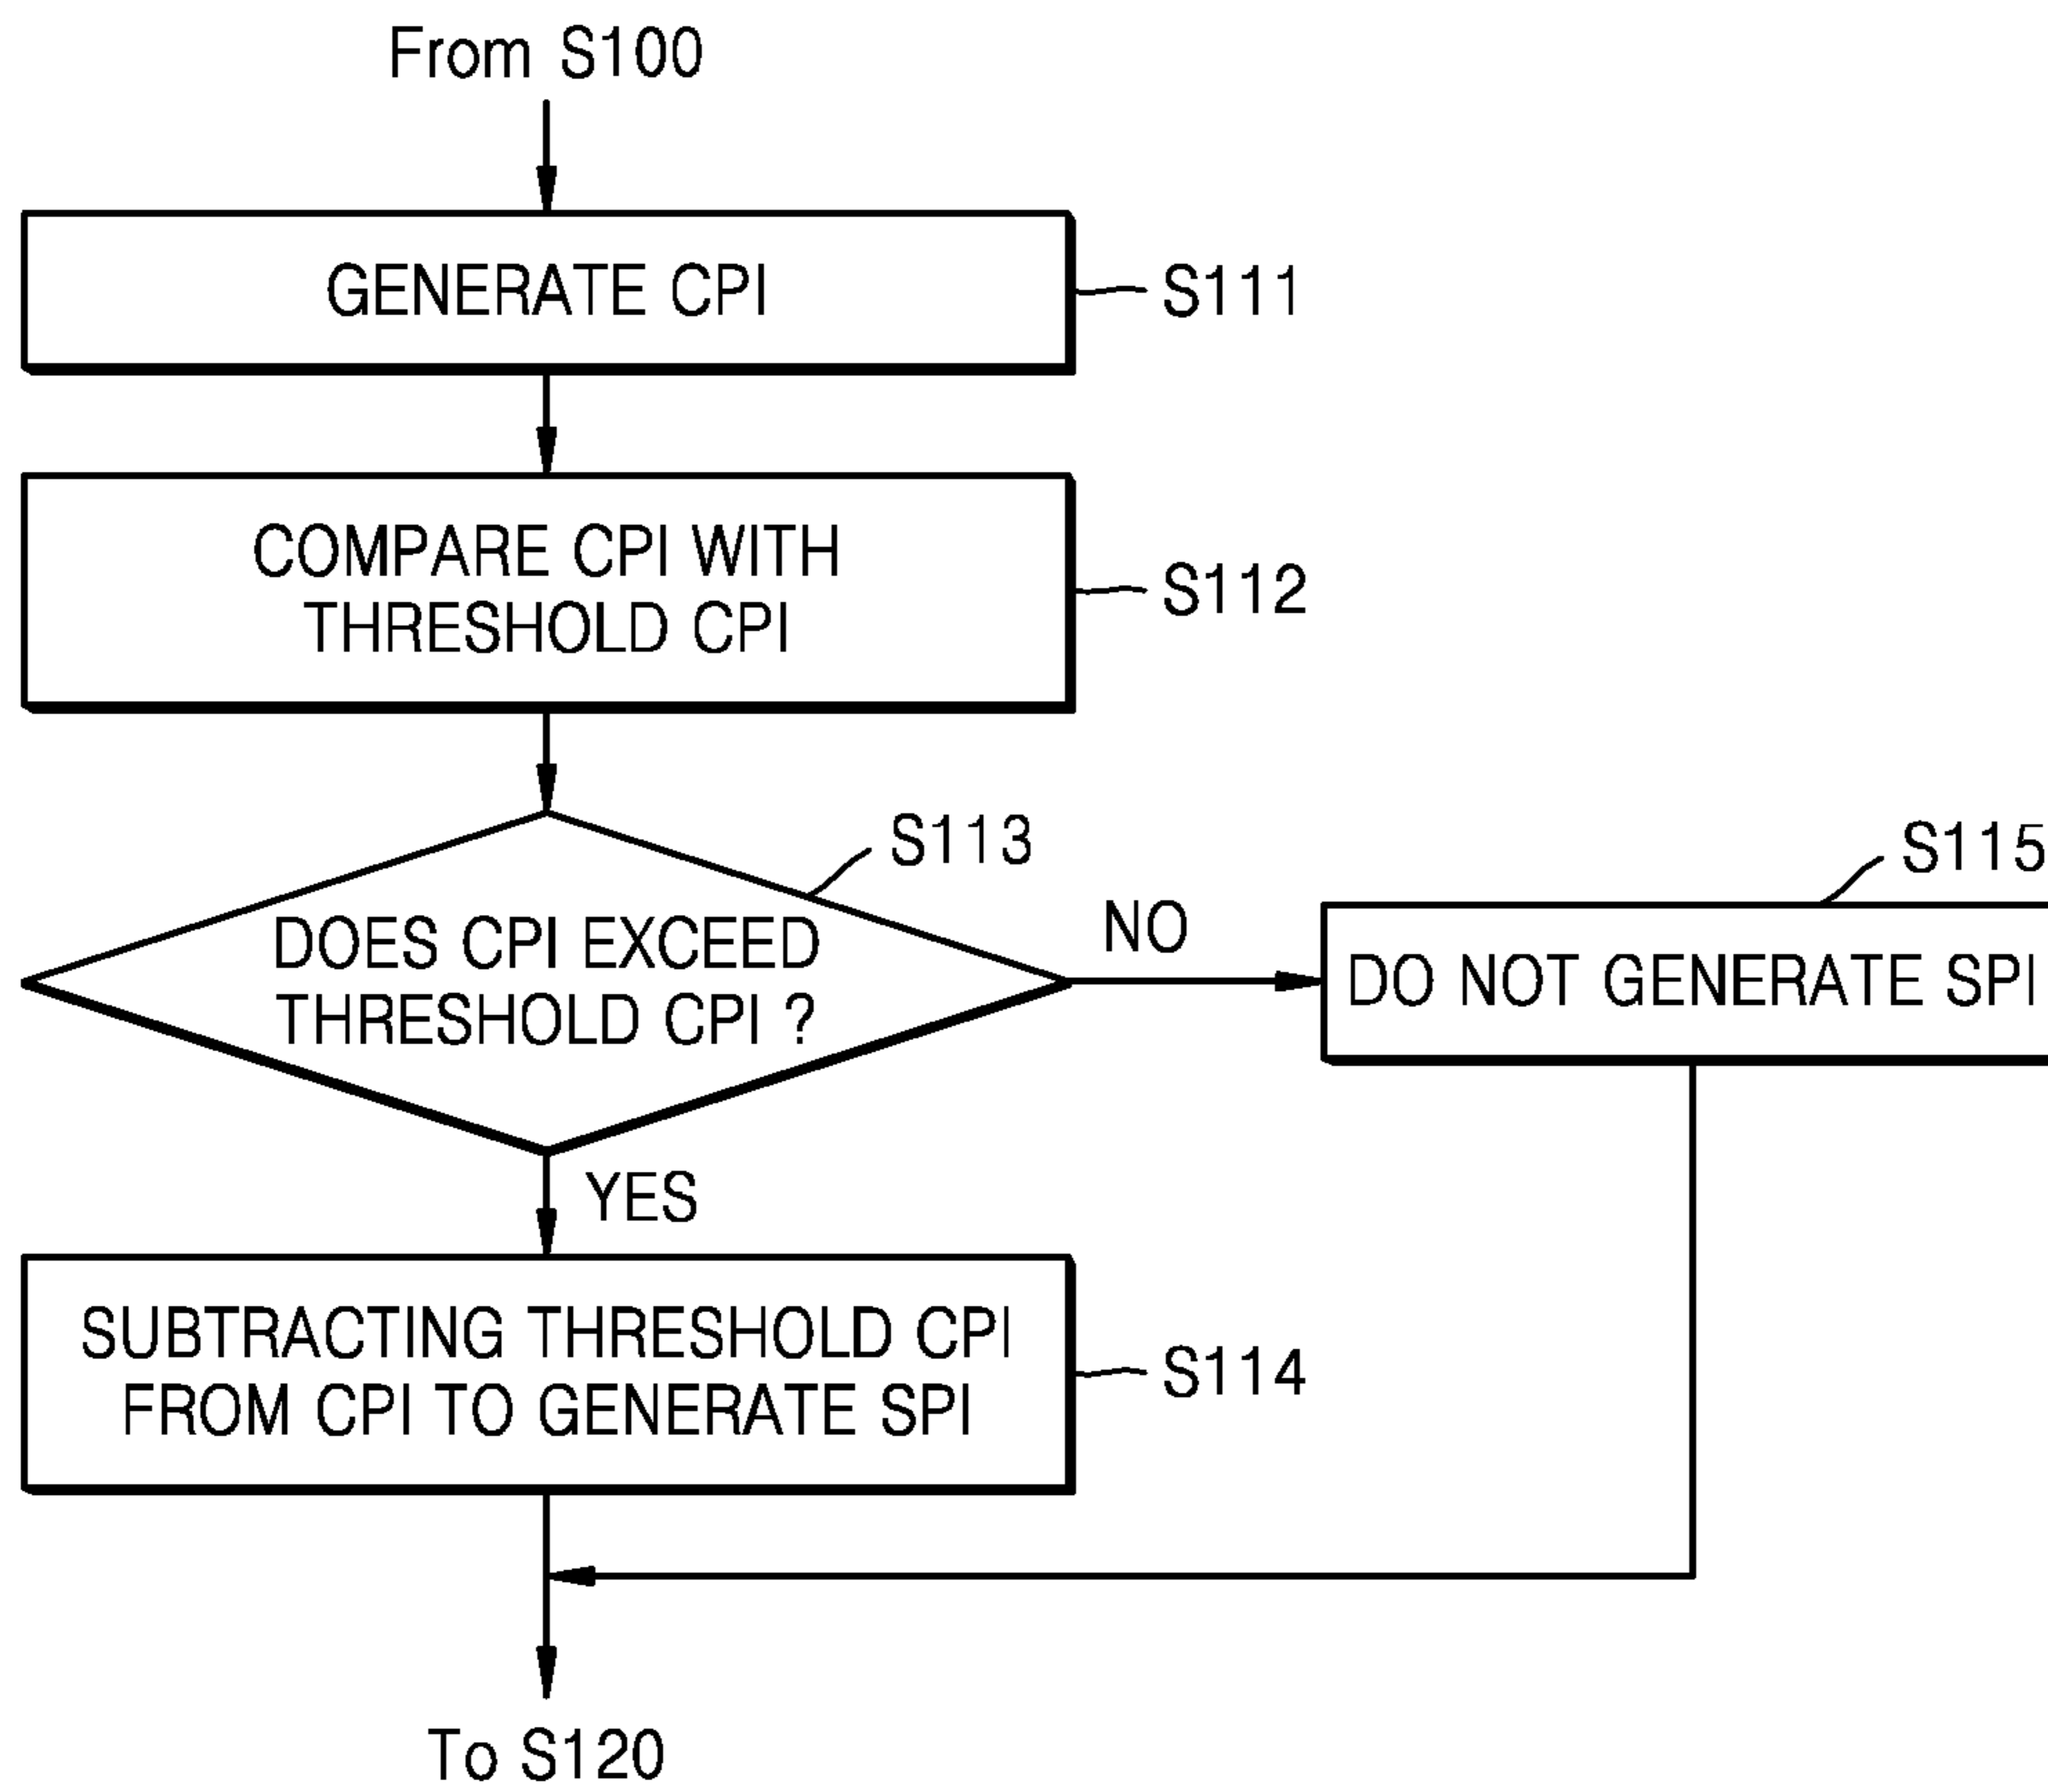 From S100
GENERATE CPI
S111
COMPARE CPI WITH
THRESHOLD CPI
S112
S113
DOES CPI EXCEED
THRESHOLD CPI ?
NO
S115
DO NOT GENERATE SPI
YES
SUBTRACTING THRESHOLD CPI
FROM CPI TO GENERATE SPI
S114
To S120